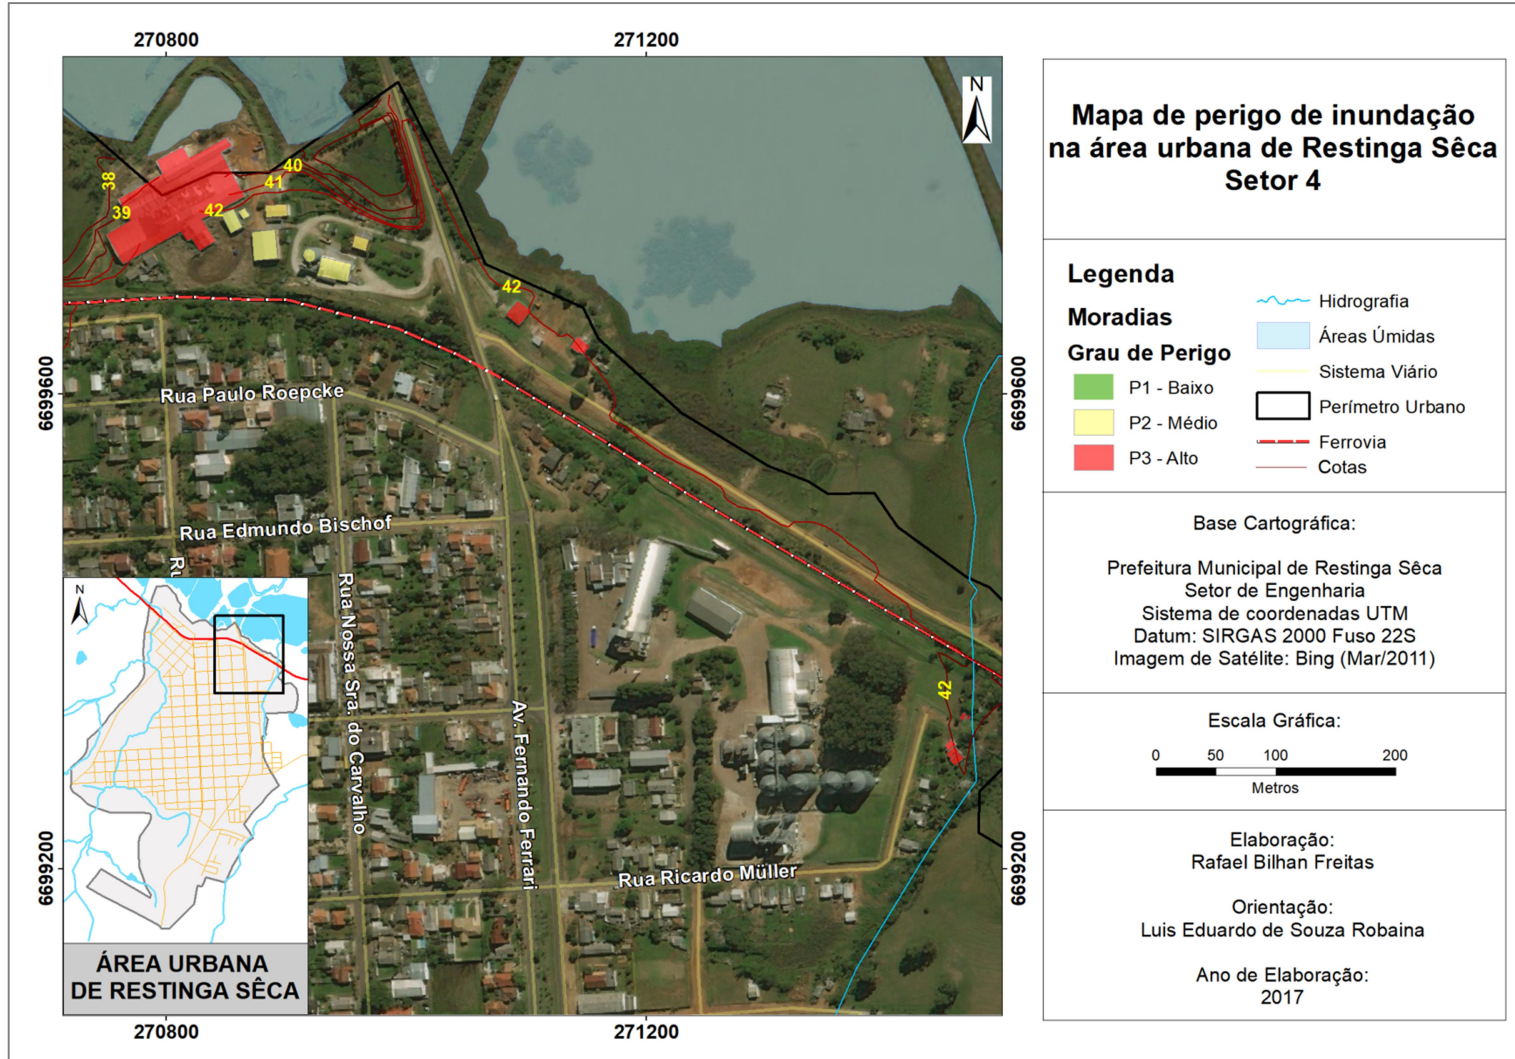 270800
271200
N
38
39
40
41
42
42
42
6699600
6699600
6699200
6699200
Rua Paulo Roepcke
Rua Edmundo Bischof
Rua Nossa Sra. do Carvalho
Av. Fernando Ferrari
Rua Ricardo Müller
N
ÁREA URBANA
DE RESTINGA SÊCA
270800
271200
Mapa de perigo de inundação
na área urbana de Restinga Sêca
Setor 4
Legenda
Moradias
Grau de Perigo
P1 - Baixo
P2 - Médio
P3 - Alto
Hidrografia
Áreas Úmidas
Sistema Viário
Perímetro Urbano
Ferrovia
Cotas
Base Cartográfica:
Prefeitura Municipal de Restinga Sêca
Setor de Engenharia
Sistema de coordenadas UTM
Datum: SIRGAS 2000 Fuso 22S
Imagem de Satélite: Bing (Mar/2011)
Escala Gráfica:
0 50 100 200
Metros
Elaboração:
Rafael Bilhan Freitas
Orientação:
Luis Eduardo de Souza Robaina
Ano de Elaboração:
2017